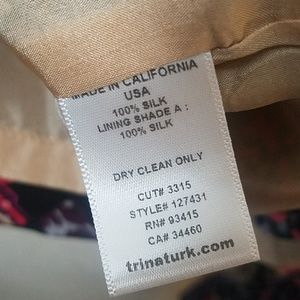 MADE IN CALIFORNIA
USA
100% SILK
LINING SHADE A :
100% SILK
DRY CLEAN ONLY
CUT# 3315
STYLE# 127431
RN# 93415
CA# 34460
trinaturk.com